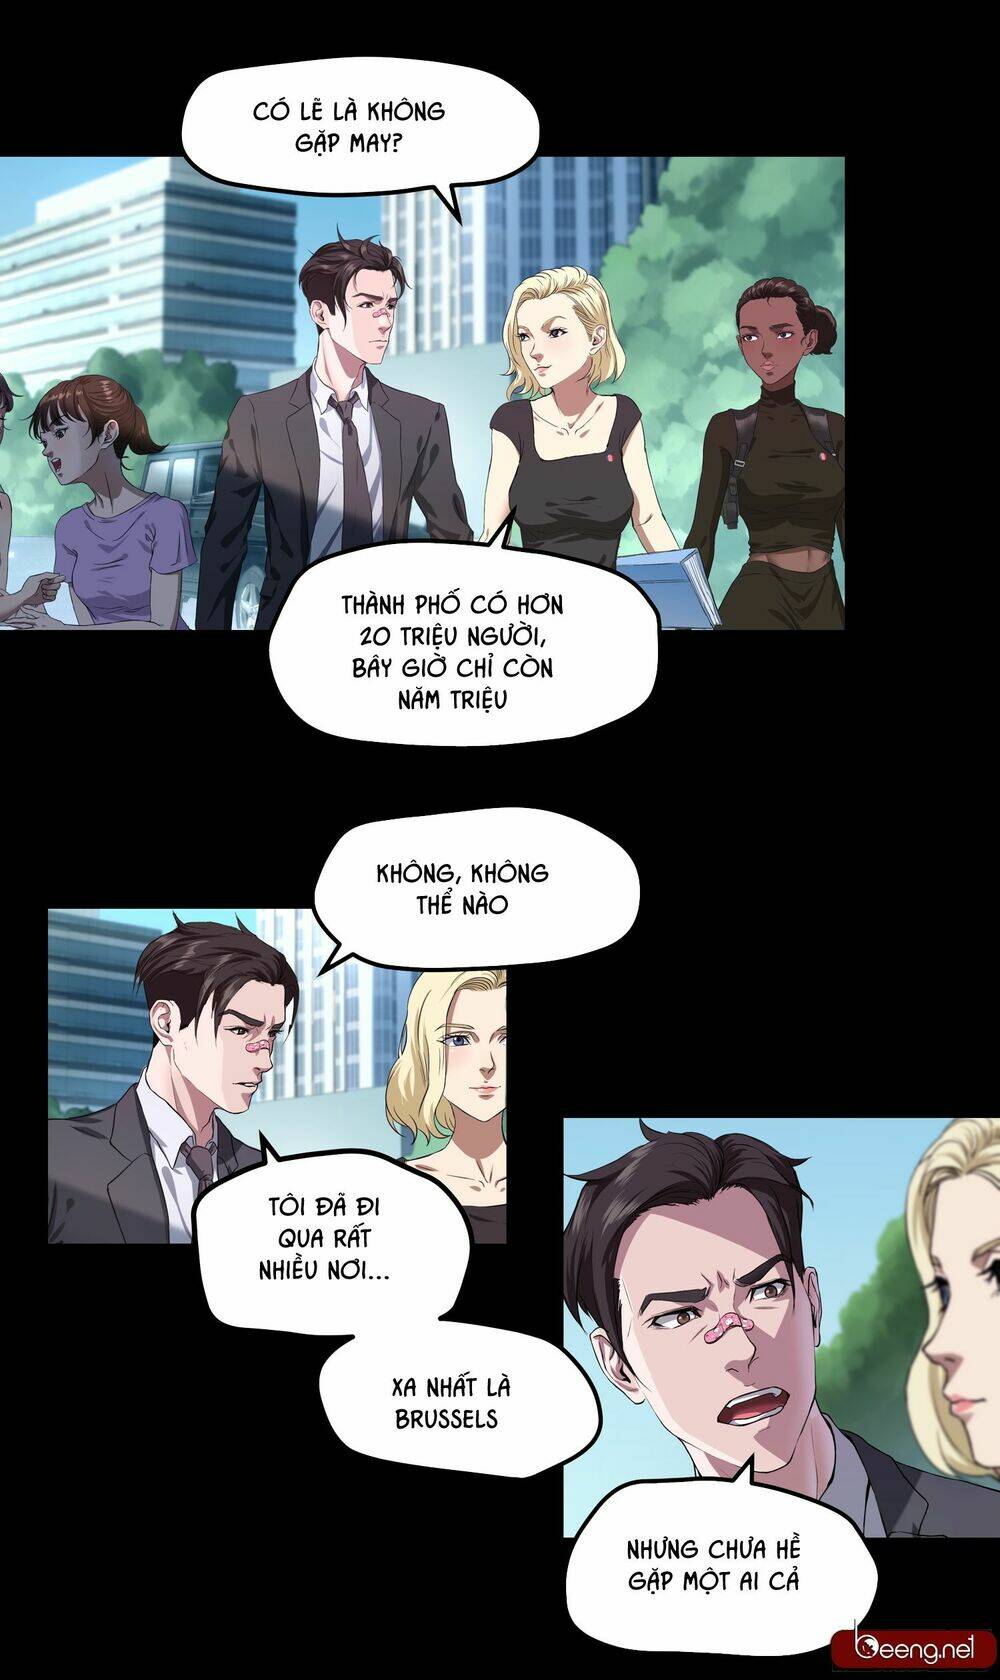 CÓ LẼ LÀ KHÔNG
GẶP MAY?
THÀNH PHỐ CÓ HƠN
20 TRIỆU NGƯỜI,
BÂY GIỜ CHỈ CÒN
NĂM TRIỆU
KHÔNG, KHÔNG
THỂ NÀO
TÔI ĐÃ ĐI
QUA RẤT
NHIỀU NƠI...
XA NHẤT LÀ
BRUSSELS
NHƯNG CHƯA HỀ
GẶP MỘT AI CẢ
beeng.net